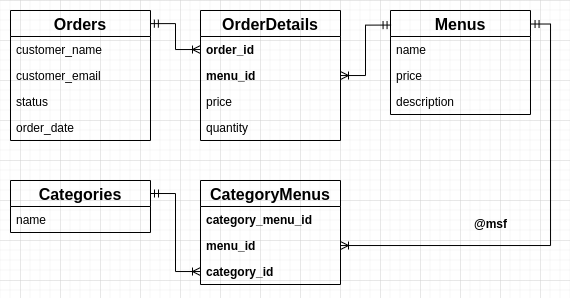 Orders
customer_name
customer_email
status
order_date
OrderDetails
order_id
menu_id
price
quantity
Menus
name
price
description
Categories
name
CategoryMenus
category_menu_id
menu_id
category_id
@msf